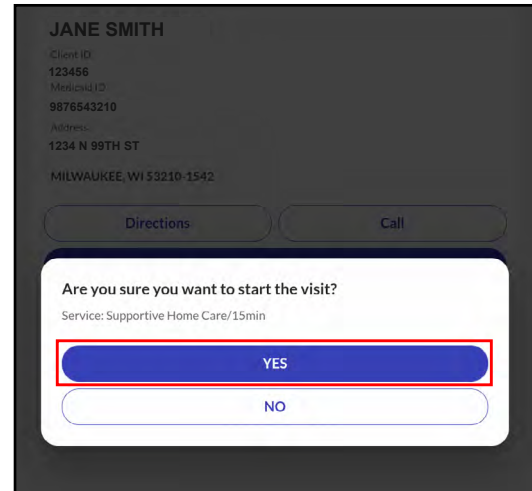 JANE SMITH
Client ID:
123456
Medicaid ID:
9876543210
Address:
1234 N 99TH ST
MILWAUKEE, WI 53210-1542
Directions
Call
Are you sure you want to start the visit?
Service: Supportive Home Care/15min
YES
NO